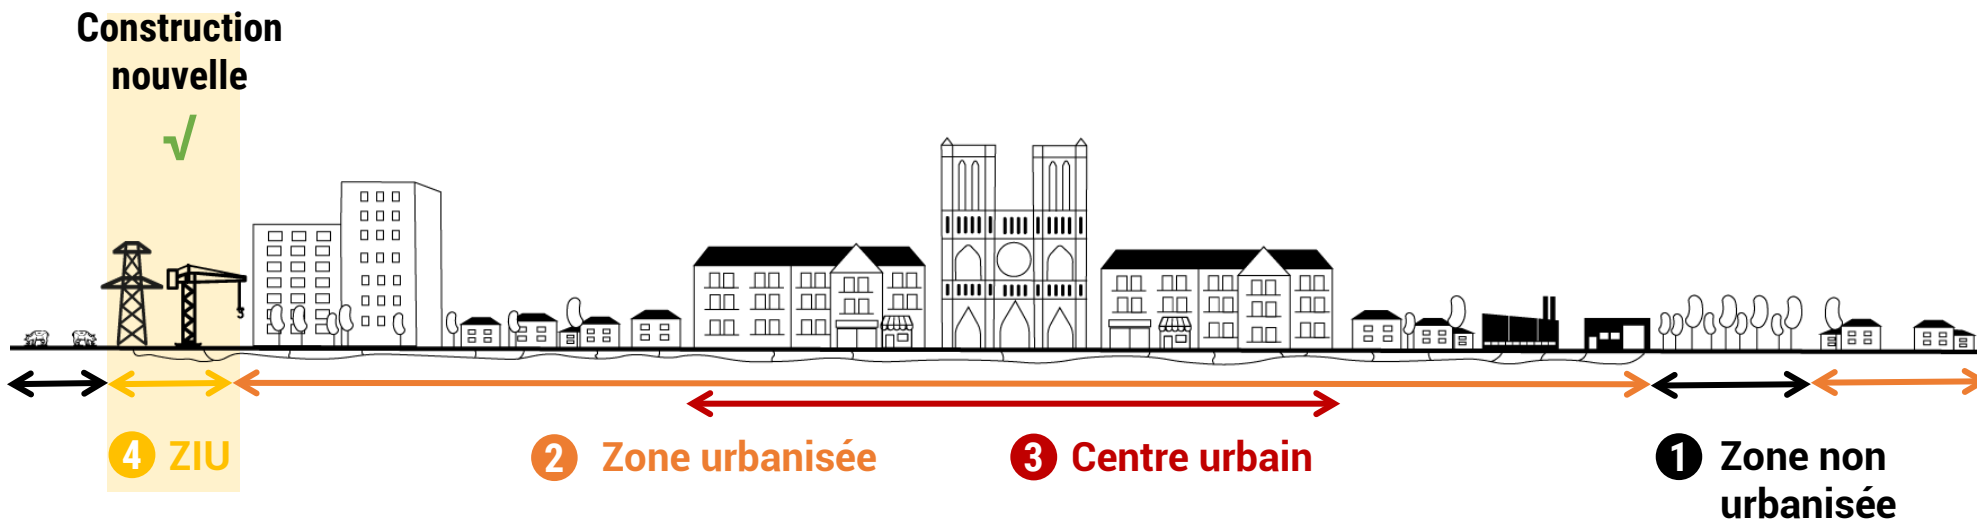 Construction
nouvelle
√
4 ZIU
2 Zone urbanisée
3 Centre urbain
1 Zone non
urbanisée